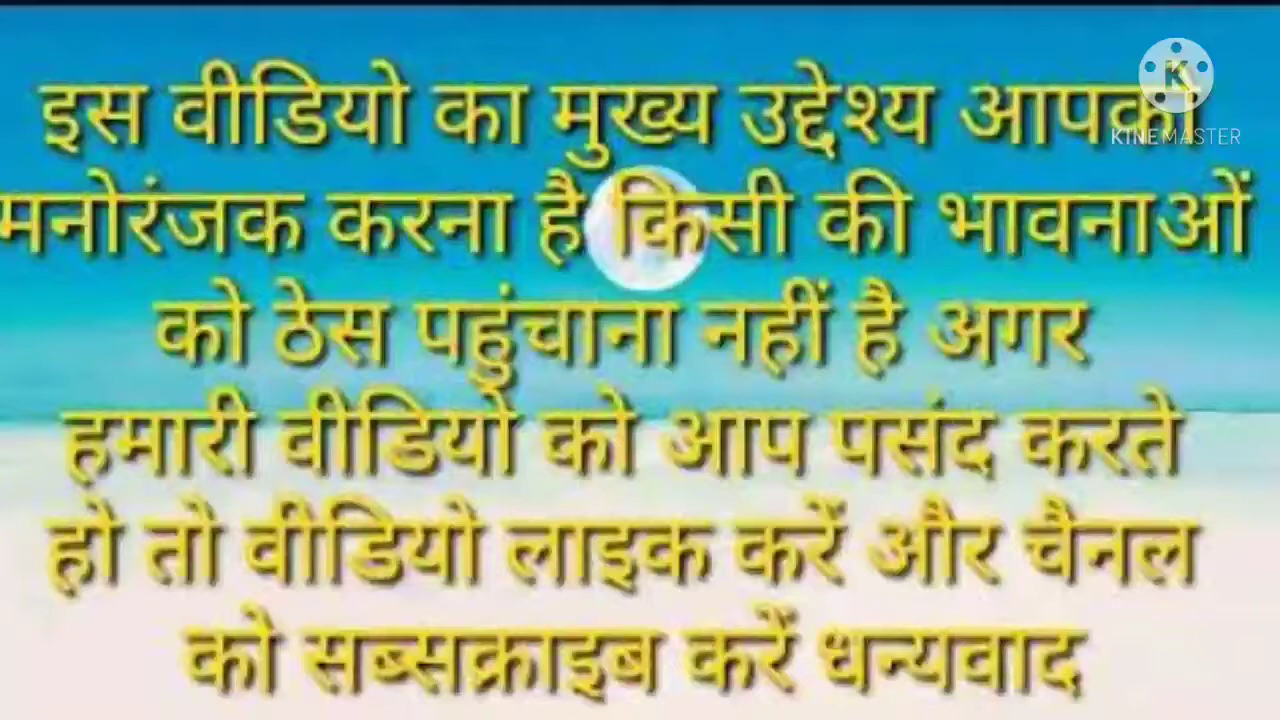 इस वीडियो का मुख्य उद्देश्य आपका
मनोरंजक करना है किसी की भावनाओं
को ठेस पहुंचाना नहीं है अगर
हमारी वीडियो को आप पसंद करते
हो तो वीडियो लाइक करें और चैनल
को सब्सक्राइब करें धन्यवाद
K
KINEMASTER